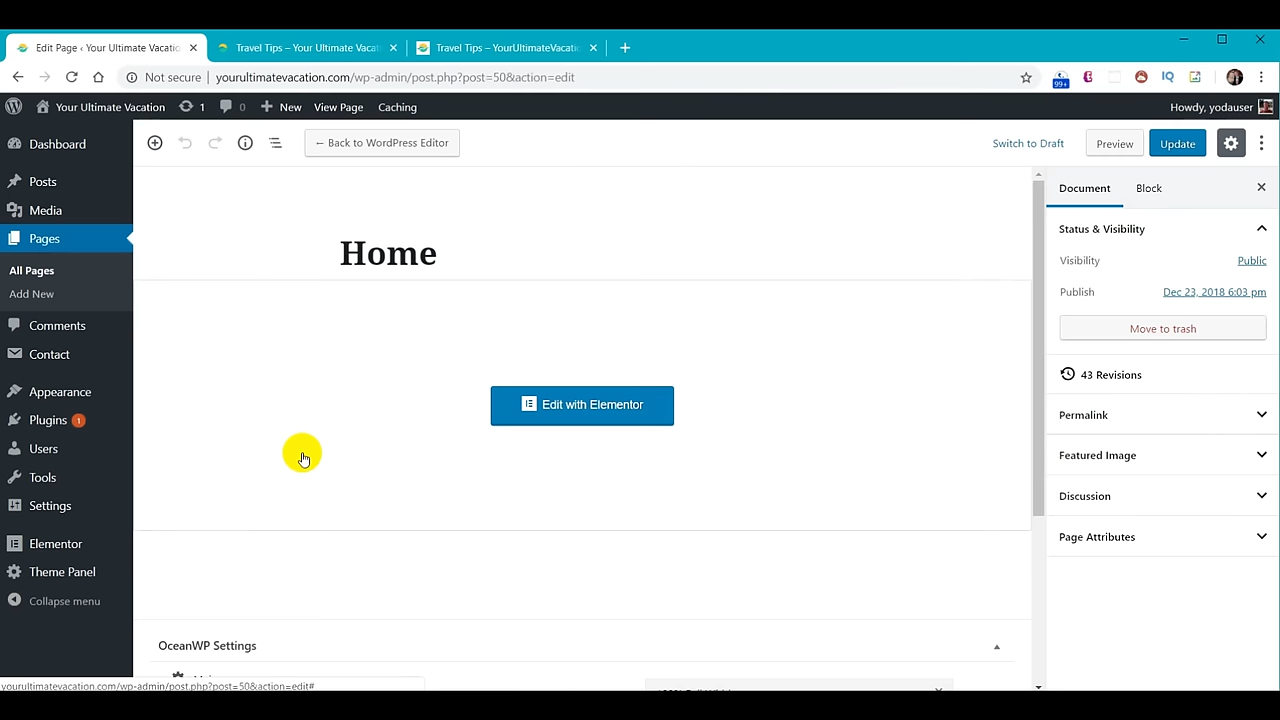 Edit Page ‹ Your Ultimate Vacatio
Travel Tips – Your Ultimate Vacat
Travel Tips – YourUltimateVacati
Not secure
yourultimatevacation.com/wp-admin/post.php?post=50&action=edit
99+
IQ
Your Ultimate Vacation
1
0
New
View Page
Caching
Howdy, yodauser
Dashboard
Posts
Media
Pages
All Pages
Add New
Comments
Contact
Appearance
Plugins 1
Users
Tools
Settings
Elementor
Theme Panel
Collapse menu
← Back to WordPress Editor
Switch to Draft
Preview
Update
Home
Edit with Elementor
OceanWP Settings
Document
Block
Status & Visibility
Visibility
Public
Publish
Dec 23, 2018 6:03 pm
Move to trash
43 Revisions
Permalink
Featured Image
Discussion
Page Attributes
yourultimatevacation.com/wp-admin/post.php?post=50&action=edit#